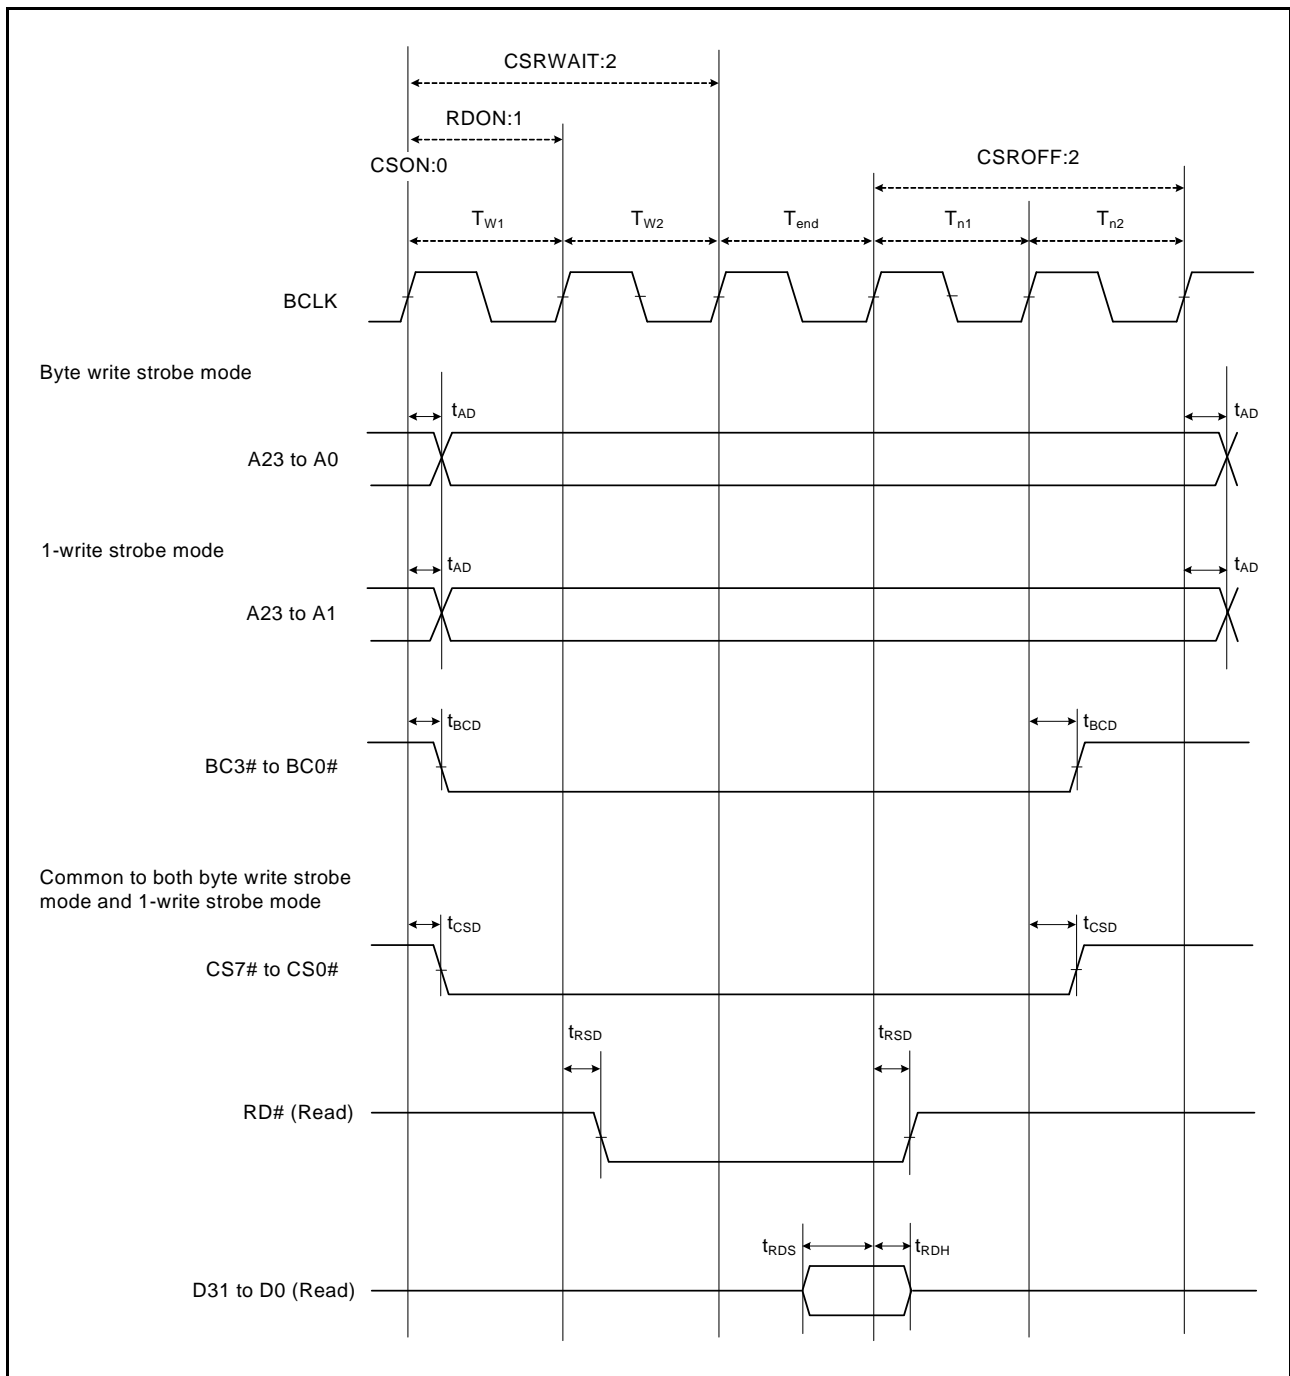 CSRWAIT:2
RDON:1
CSON:0
CSROFF:2
TW1 TW2 Tend Tn1 Tn2
BCLK
Byte write strobe mode
tAD tAD
A23 to A0
1-write strobe mode
tAD tAD
A23 to A1
tBCD tBCD
BC3# to BC0#
Common to both byte write strobe
mode and 1-write strobe mode
tCSD tCSD
CS7# to CS0#
tRSD tRSD
RD# (Read)
tRDS tRDH
D31 to D0 (Read)